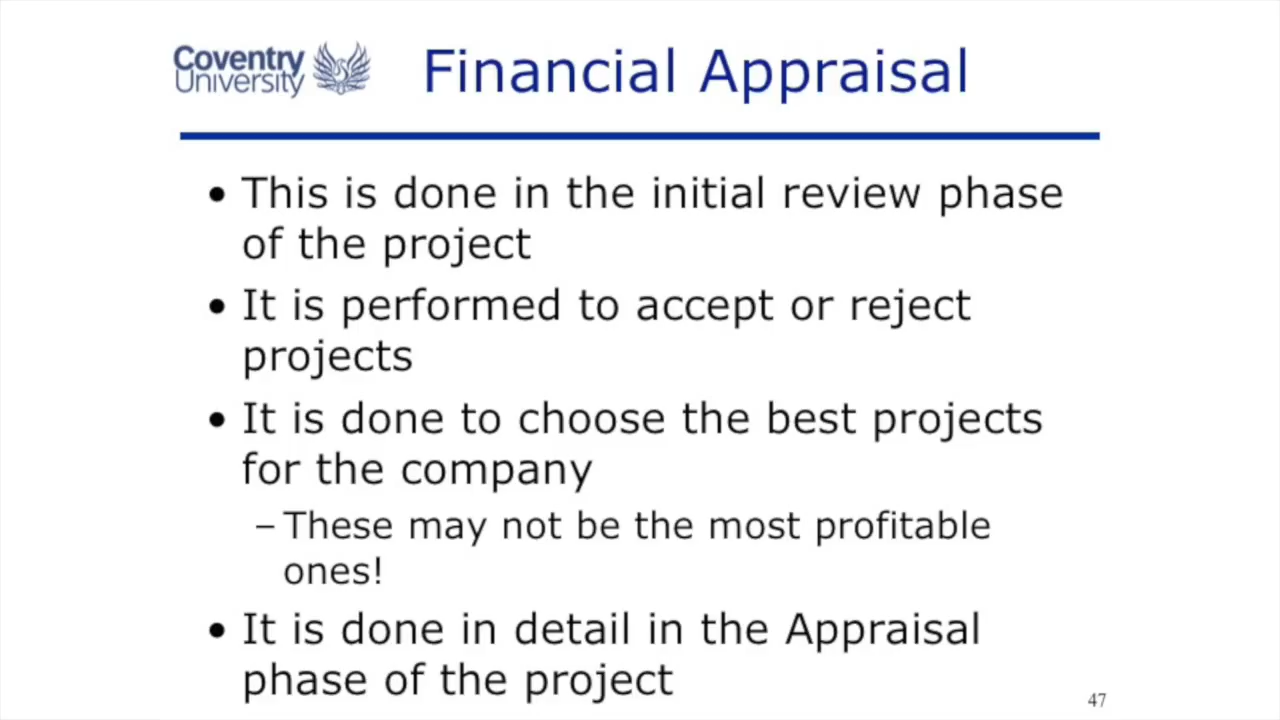 Coventry
University
Financial Appraisal
• This is done in the initial review phase
of the project
• It is performed to accept or reject
projects
• It is done to choose the best projects
for the company
– These may not be the most profitable
ones!
• It is done in detail in the Appraisal
phase of the project
47